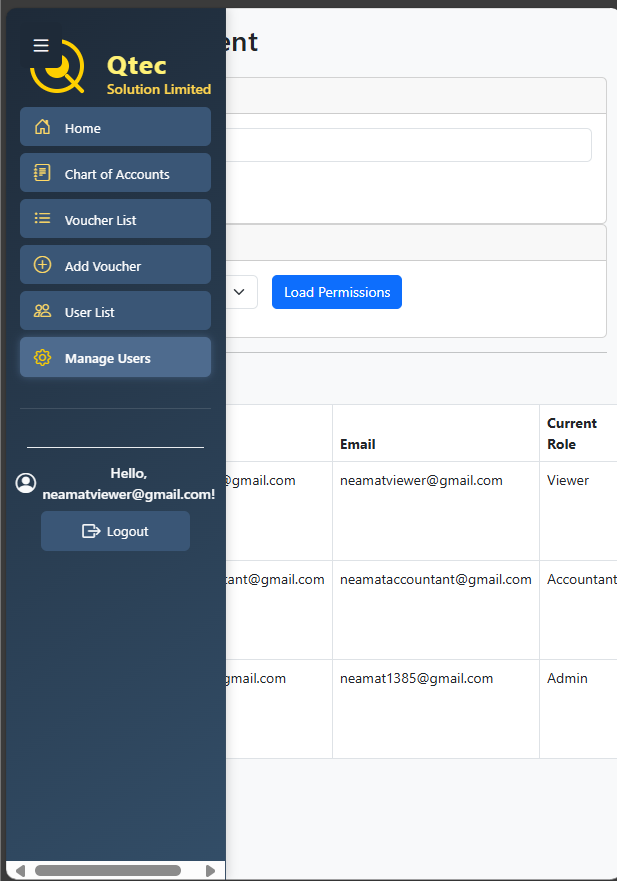 ent
Qtec
Solution Limited
Home
Chart of Accounts
Voucher List
Add Voucher
User List
Load Permissions
Manage Users
Email
Current
Role
Hello,
neamatviewer@gmail.com!
@gmail.com
neamatviewer@gmail.com
Viewer
Logout
tant@gmail.com
neamataccountant@gmail.com
Accountant
gmail.com
neamat1385@gmail.com
Admin